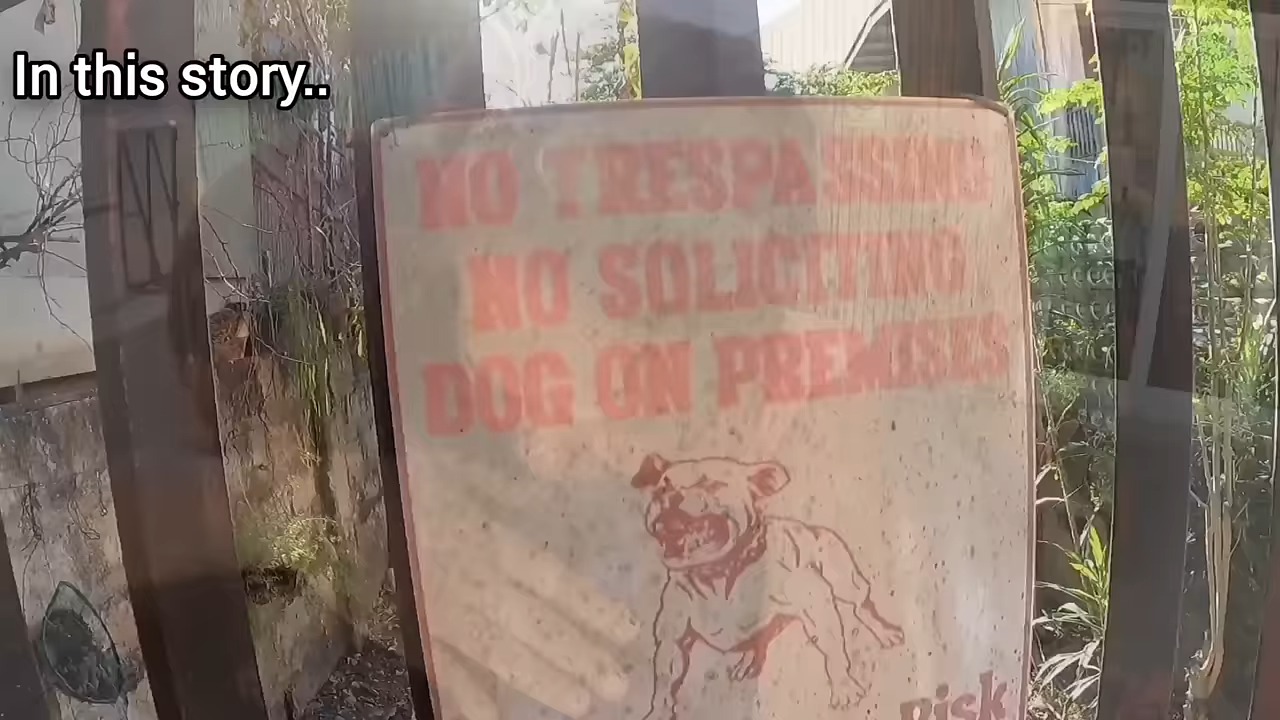 In this story..
NO TRESPASSING
NO SOLICITING
DOG ON PREMISES
Risk